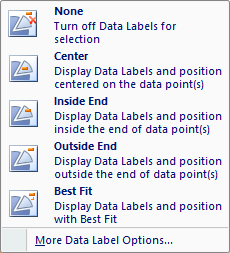 None
Turn off Data Labels for
selection
Center
Display Data Labels and position
centered on the data point(s)
Inside End
Display Data Labels and position
inside the end of data point(s)
Outside End
Display Data Labels and position
outside the end of data point(s)
Best Fit
Display Data Labels and position
with Best Fit
More Data Label Options...